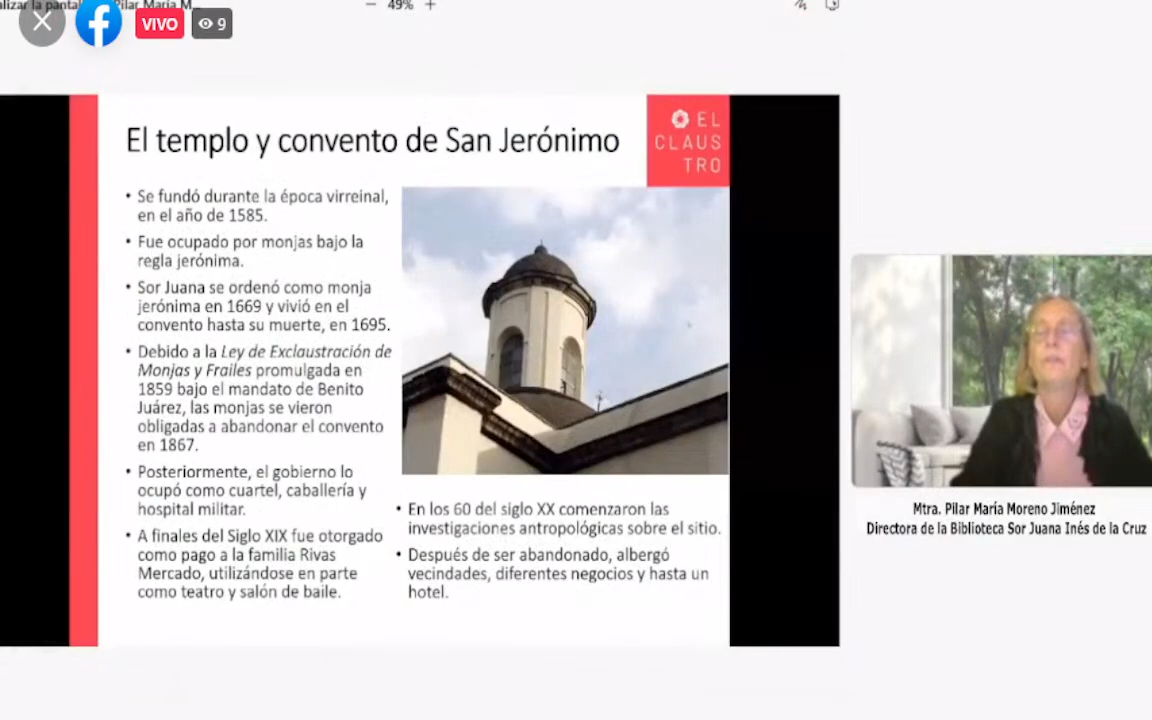 Pilar María M...
49%
VIVO
9
El templo y convento de San Jerónimo
EL
CLAUS
TRO
• Se fundó durante la época virreinal,
en el año de 1585.
• Fue ocupado por monjas bajo la
regla jerónima.
• Sor Juana se ordenó como monja
jerónima en 1669 y vivió en el
convento hasta su muerte, en 1695.
• Debido a la Ley de Exclaustración de
Monjas y Frailes promulgada en
1859 bajo el mandato de Benito
Juárez, las monjas se vieron
obligadas a abandonar el convento
en 1867.
• Posteriormente, el gobierno lo
ocupó como cuartel, caballería y
hospital militar.
• A finales del Siglo XIX fue otorgado
como pago a la familia Rivas
Mercado, utilizándose en parte
como teatro y salón de baile.
• En los 60 del siglo XX comenzaron las
investigaciones antropológicas sobre el sitio.
• Después de ser abandonado, albergó
vecindades, diferentes negocios y hasta un
hotel.
Mtra. Pilar María Moreno Jiménez
Directora de la Biblioteca Sor Juana Inés de la Cruz